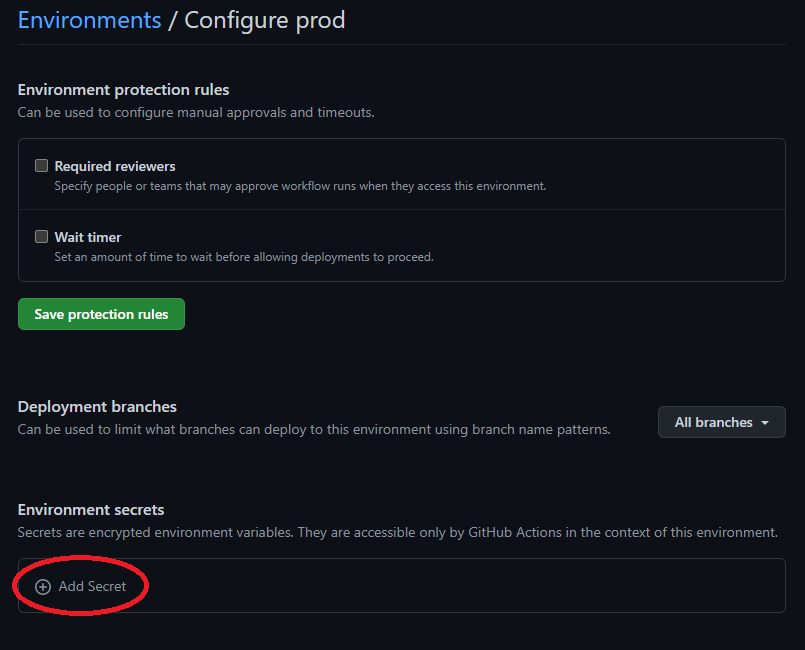 Environments / Configure prod
Environment protection rules
Can be used to configure manual approvals and timeouts.
Required reviewers
Specify people or teams that may approve workflow runs when they access this environment.
Wait timer
Set an amount of time to wait before allowing deployments to proceed.
Save protection rules
Deployment branches
Can be used to limit what branches can deploy to this environment using branch name patterns.
All branches
Environment secrets
Secrets are encrypted environment variables. They are accessible only by GitHub Actions in the context of this environment.
Add Secret